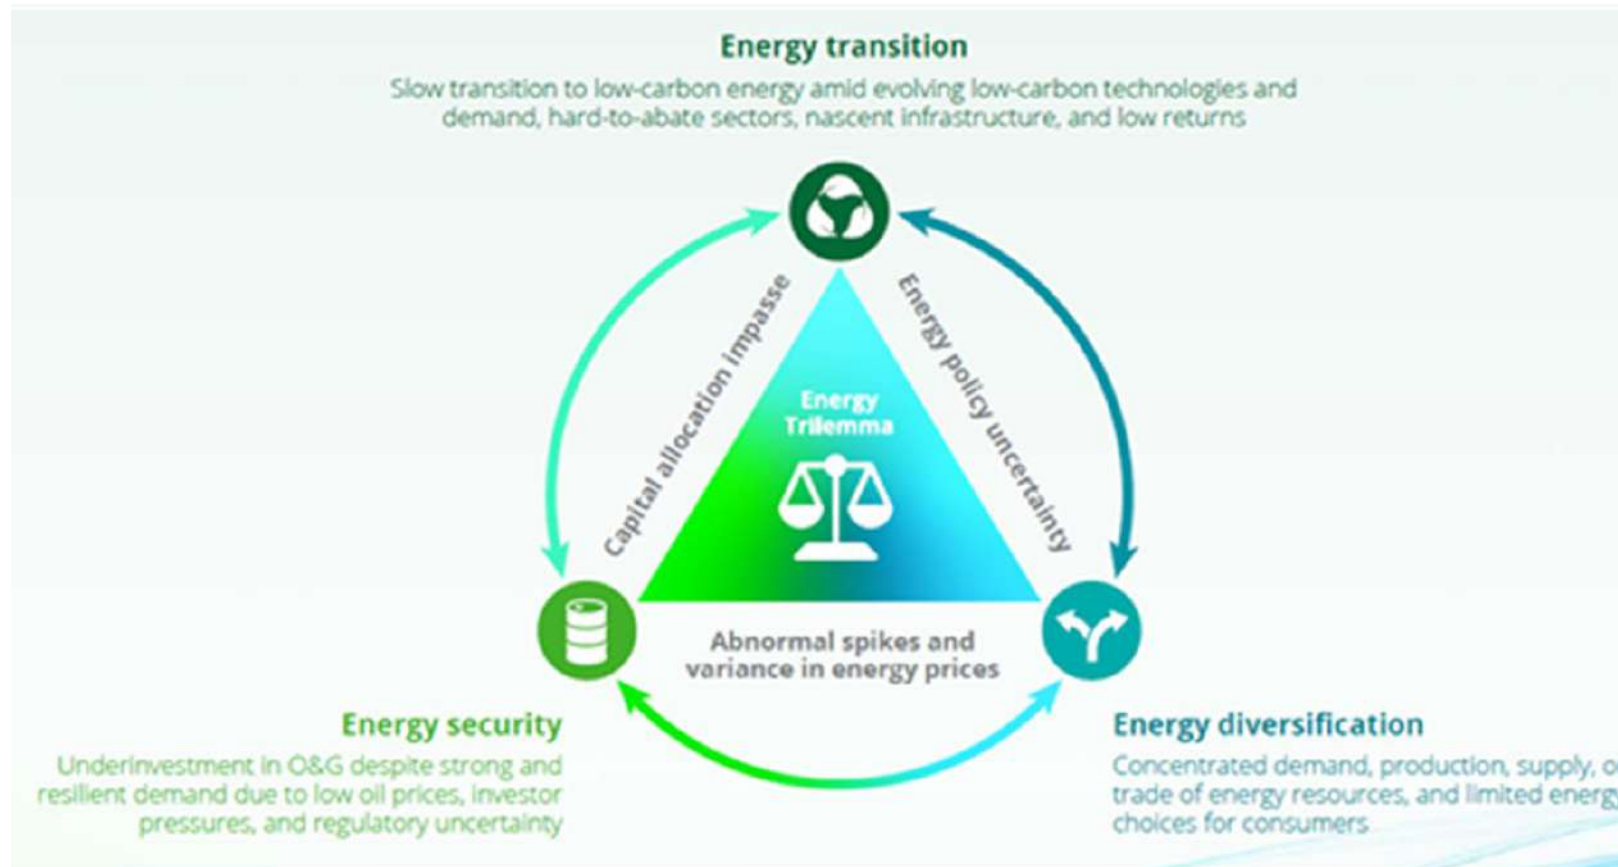 Energy transition
Slow transition to low-carbon energy amid evolving low-carbon technologies and
demand, hard-to-abate sectors, nascent infrastructure, and low returns
Capital allocation impasse
Energy policy uncertainty
Energy
Trilemma
Abnormal spikes and
variance in energy prices
Energy security
Underinvestment in O&G despite strong and
resilient demand due to low oil prices, investor
pressures, and regulatory uncertainty
Energy diversification
Concentrated demand, production, supply,
trade of energy resources, and limited energy
choices for consumers